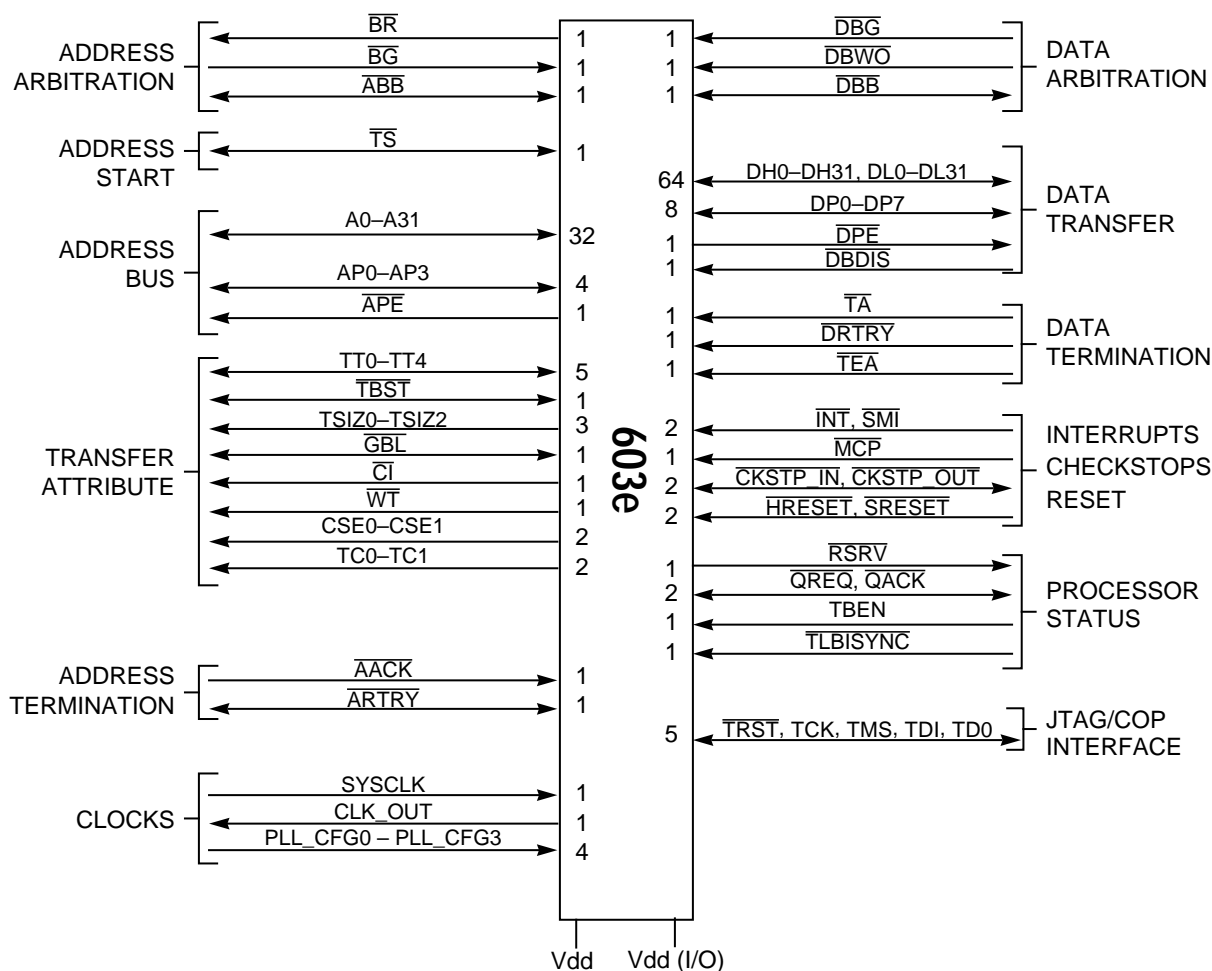 ADDRESS
ARBITRATION
BR
1
BG
1
ABB
1
ADDRESS
START
TS
1
ADDRESS
BUS
A0–A31
32
AP0–AP3
4
APE
1
TRANSFER
ATTRIBUTE
TT0–TT4
5
TBST
1
TSIZ0–TSIZ2
3
GBL
1
CI
1
WT
1
CSE0–CSE1
2
TC0–TC1
2
ADDRESS
TERMINATION
AACK
1
ARTRY
1
CLOCKS
SYSCLK
1
CLK_OUT
1
PLL_CFG0 – PLL_CFG3
4
603e
1
DBG
1
DBWO
1
DBB
DATA
ARBITRATION
64
DH0–DH31, DL0–DL31
8
DP0–DP7
1
DPE
1
DBDIS
DATA
TRANSFER
1
TA
1
DRTRY
1
TEA
DATA
TERMINATION
2
INT, SMI
1
MCP
2
CKSTP_IN, CKSTP_OUT
2
HRESET, SRESET
INTERRUPTS
CHECKSTOPS
RESET
1
RSRV
2
QREQ, QACK
1
TBEN
1
TLBISYNC
PROCESSOR
STATUS
5
TRST, TCK, TMS, TDI, TD0
JTAG/COP
INTERFACE
Vdd
Vdd (I/O)